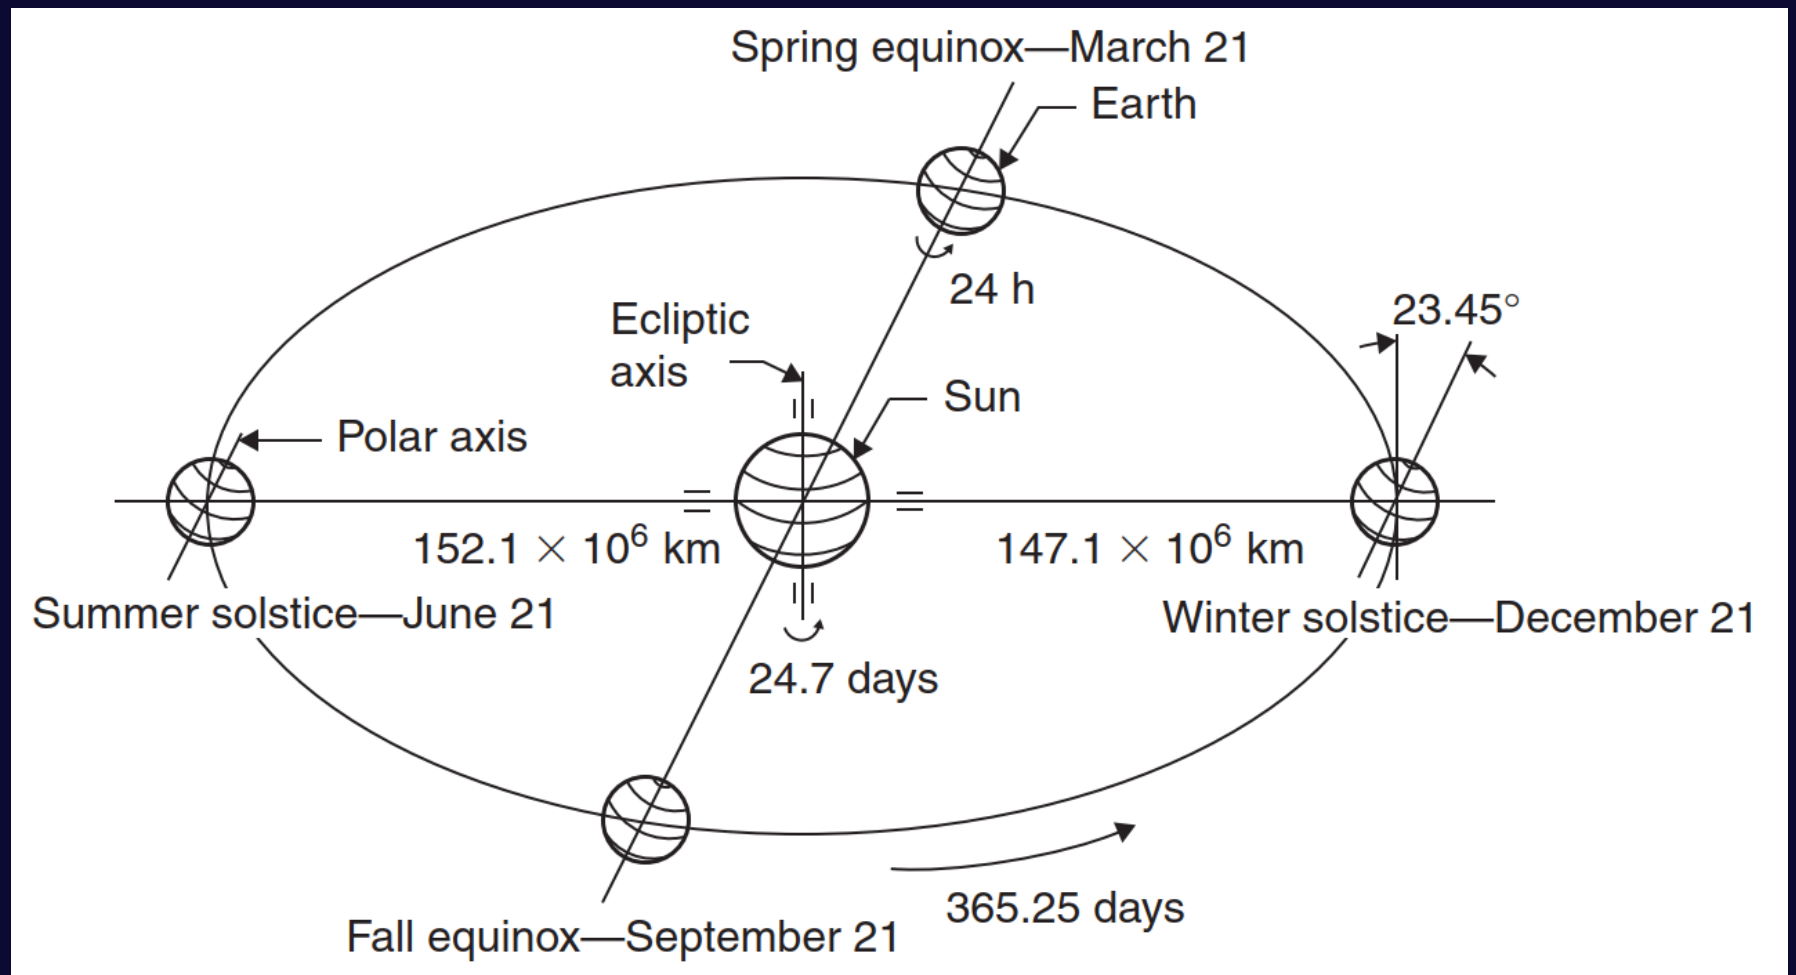 Spring equinox—March 21
Earth
24 h
23.45°
Ecliptic
axis
Sun
Polar axis
152.1 × 10⁶ km
147.1 × 10⁶ km
Summer solstice—June 21
Winter solstice—December 21
24.7 days
365.25 days
Fall equinox—September 21